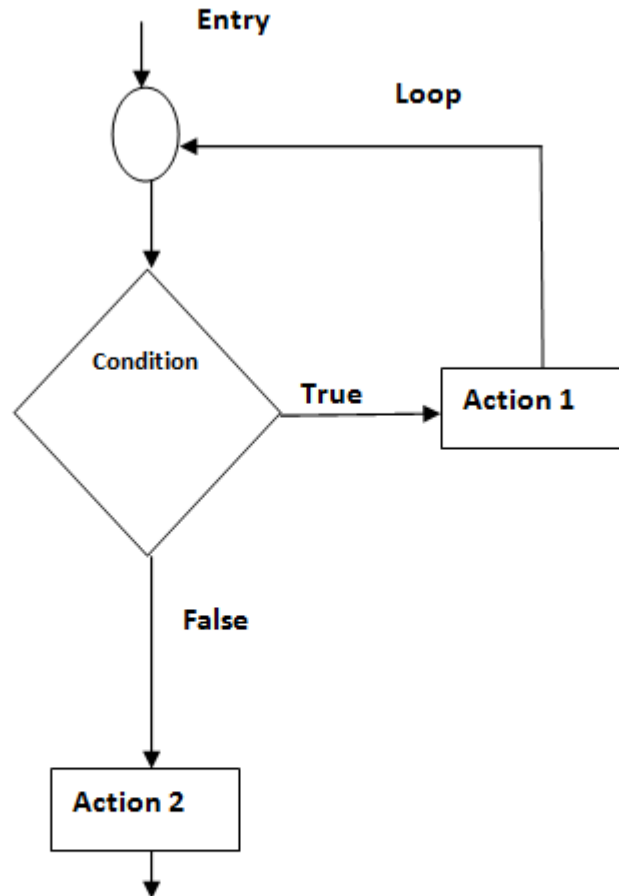 Entry
Loop
Condition
True
Action 1
False
Action 2